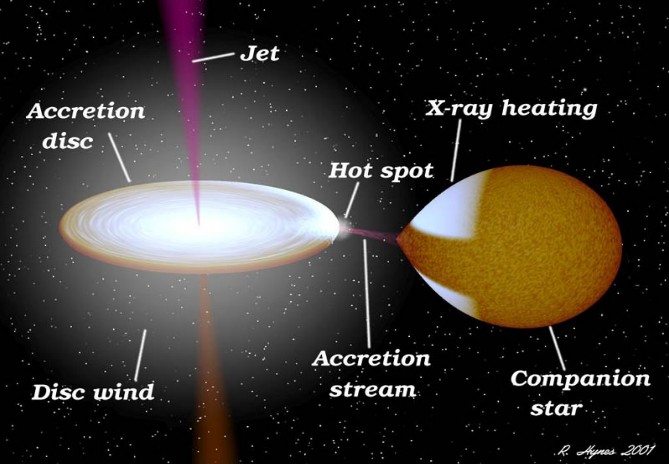 Jet
Accretion
disc
X-ray heating
Hot spot
Accretion
stream
Disc wind
Companion
star
R. Hynes 2001